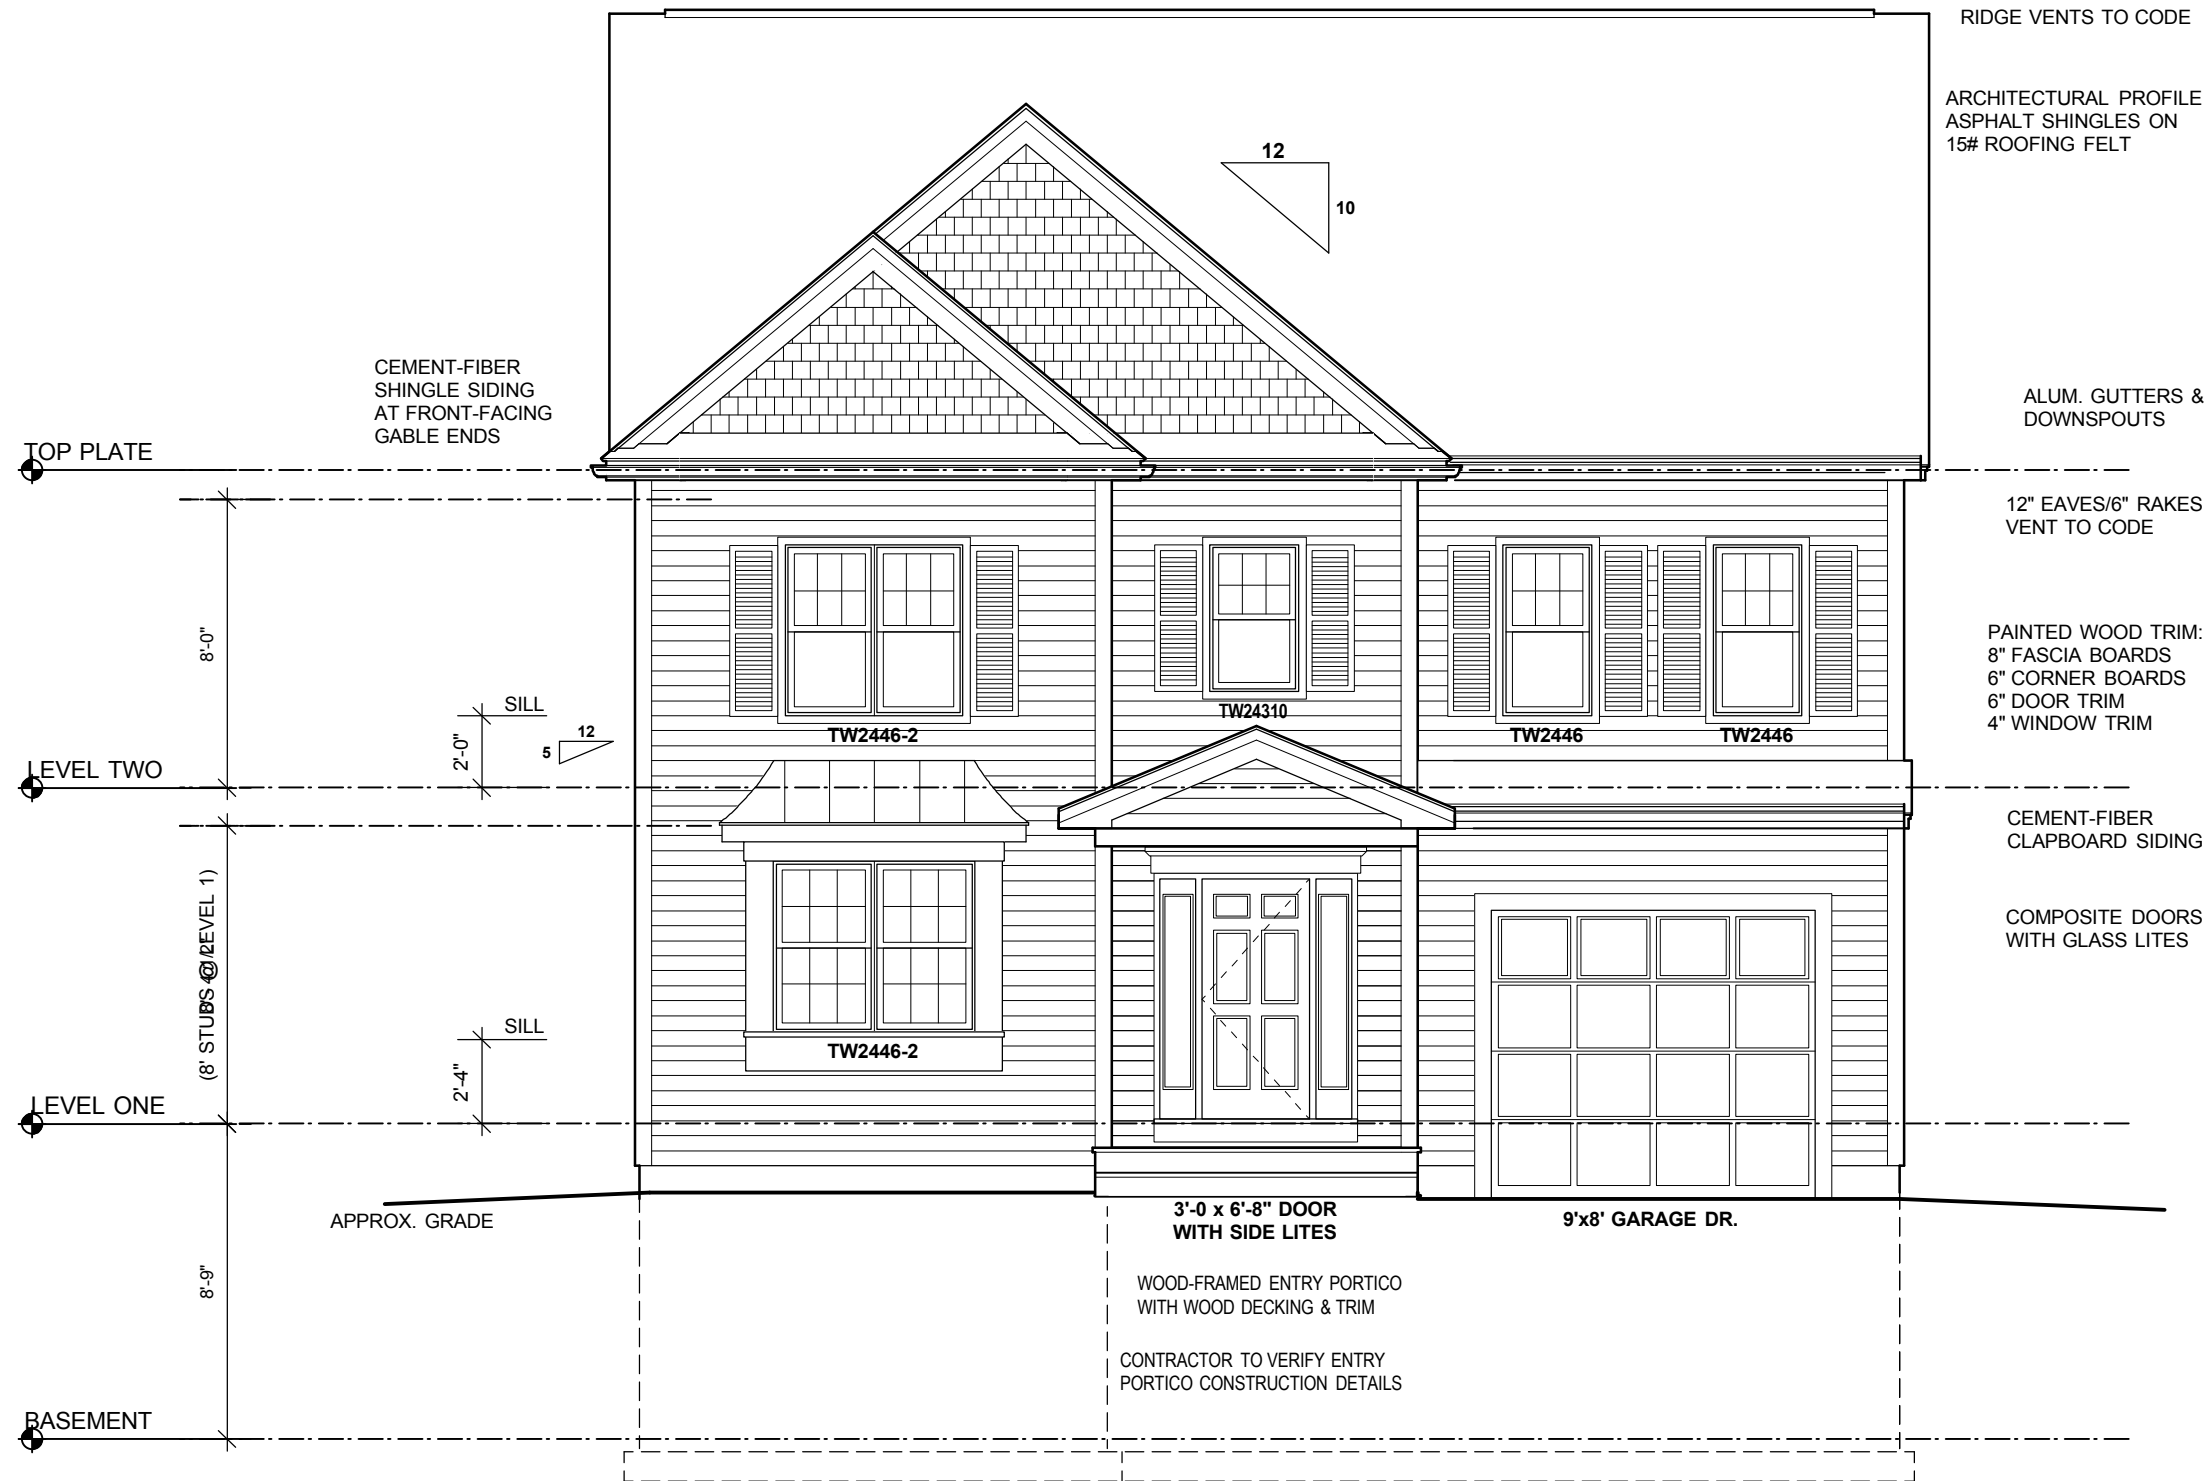 RIDGE VENTS TO CODE
ARCHITECTURAL PROFILE
ASPHALT SHINGLES ON
15# ROOFING FELT
12
10
CEMENT-FIBER
SHINGLE SIDING
AT FRONT-FACING
GABLE ENDS
ALUM. GUTTERS &
DOWNSPOUTS
TOP PLATE
12" EAVES/6" RAKES
VENT TO CODE
8'-0"
PAINTED WOOD TRIM:
8" FASCIA BOARDS
6" CORNER BOARDS
6" DOOR TRIM
4" WINDOW TRIM
SILL
TW24310
12
5
TW2446-2
TW2446
TW2446
2'-0"
LEVEL TWO
CEMENT-FIBER
CLAPBOARD SIDING
COMPOSITE DOORS
WITH GLASS LITES
(8' STUDS @ LEVEL 1)
SILL
TW2446-2
2'-4"
LEVEL ONE
APPROX. GRADE
3'-0 x 6'-8" DOOR
WITH SIDE LITES
9'x8' GARAGE DR.
8'-9"
WOOD-FRAMED ENTRY PORTICO
WITH WOOD DECKING & TRIM
CONTRACTOR TO VERIFY ENTRY
PORTICO CONSTRUCTION DETAILS
BASEMENT